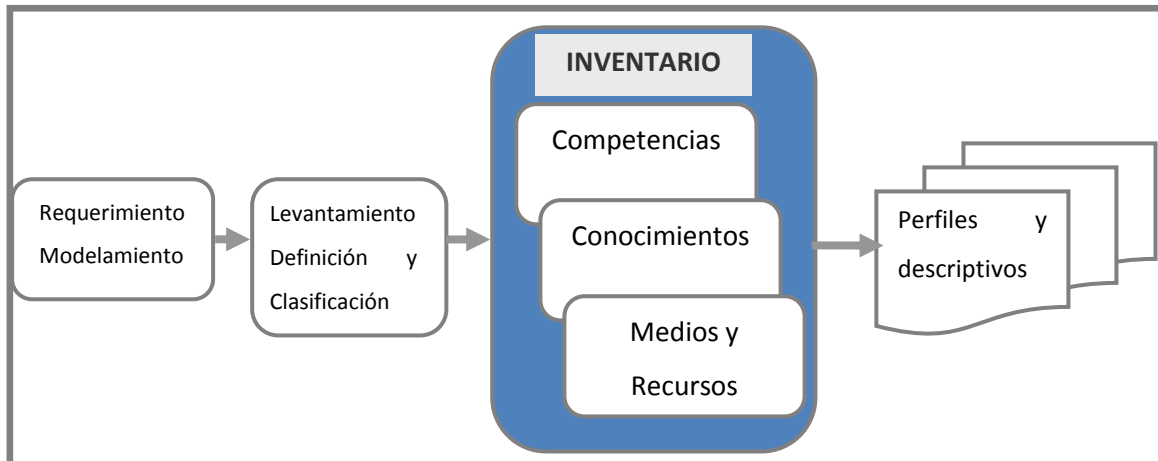 INVENTARIO
Competencias
Conocimientos
Medios y
Recursos
Requerimiento
Modelamiento
Levantamiento
Definición y
Clasificación
Perfiles y
descriptivos